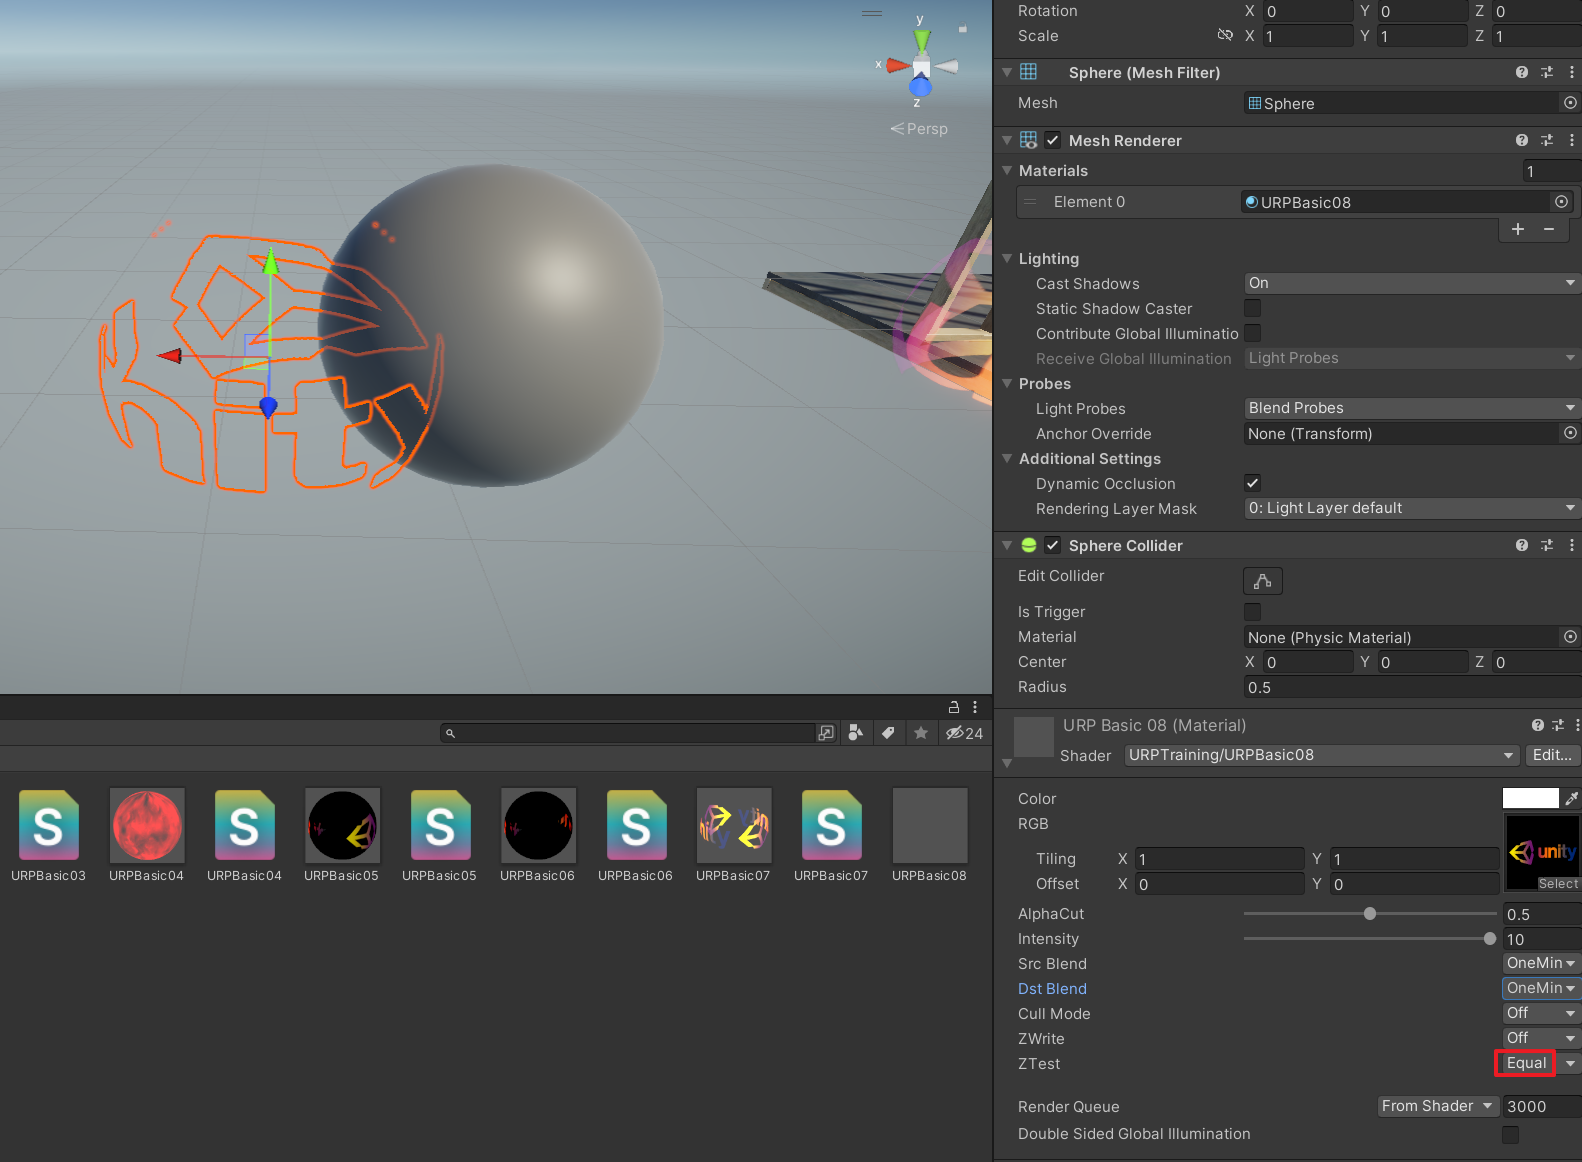 y
x
z
Persp
Rotation X 0 Y 0 Z 0
Scale X 1 Y 1 Z 1
Sphere (Mesh Filter)
Mesh Sphere
Mesh Renderer
Materials 1
Element 0 URPBasic08
+ −
Lighting
Cast Shadows On
Static Shadow Caster
Contribute Global Illuminatio
Receive Global Illumination Light Probes
Probes
Light Probes Blend Probes
Anchor Override None (Transform)
Additional Settings
Dynamic Occlusion
Rendering Layer Mask 0: Light Layer default
Sphere Collider
Edit Collider
Is Trigger
Material None (Physic Material)
Center X 0 Y 0 Z 0
Radius 0.5
URP Basic 08 (Material)
Shader URPTraining/URPBasic08 Edit...
Color
RGB
unity
Select
Tiling X 1 Y 1
Offset X 0 Y 0
AlphaCut 0.5
Intensity 10
Src Blend OneMin
Dst Blend OneMin
Cull Mode Off
ZWrite Off
ZTest Equal
Render Queue From Shader 3000
Double Sided Global Illumination
24
S S S S S
URPBasic03 URPBasic04 URPBasic04 URPBasic05 URPBasic05 URPBasic06 URPBasic06 URPBasic07 URPBasic07 URPBasic08